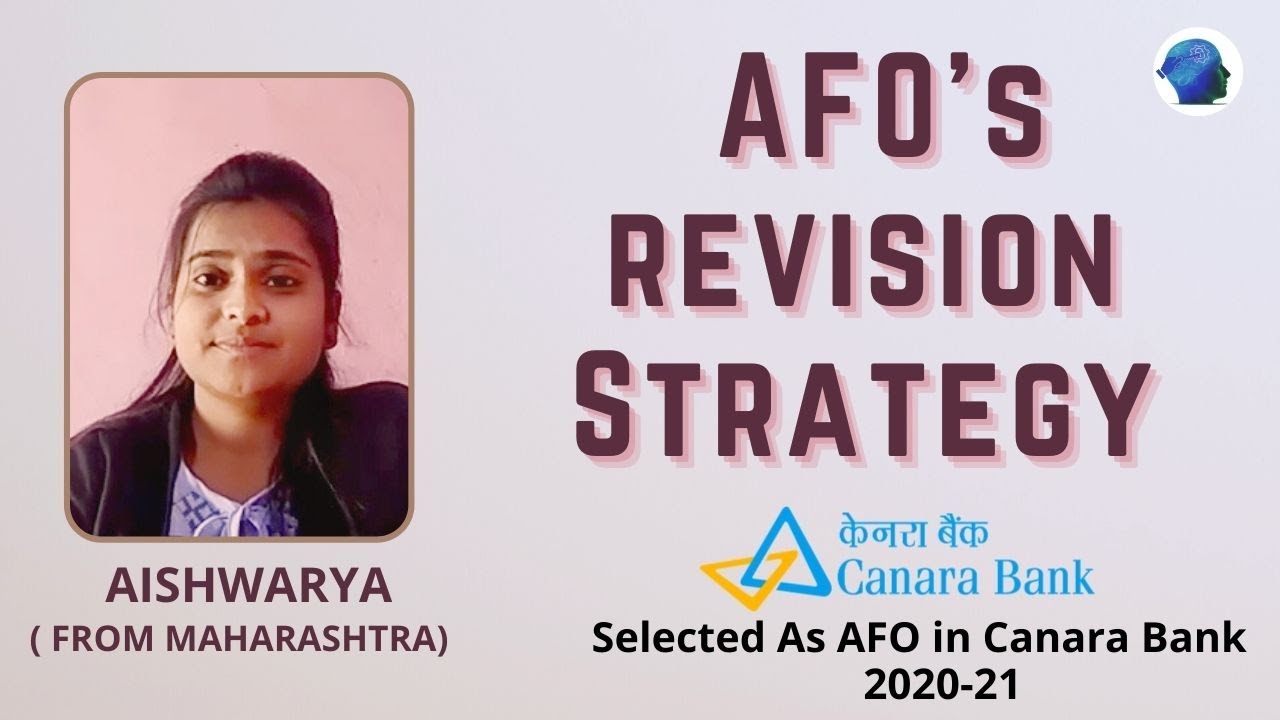 AFO's
REVISION
STRATEGY
केनरा बैंक
Canara Bank
AISHWARYA
( FROM MAHARASHTRA)
Selected As AFO in Canara Bank
2020-21